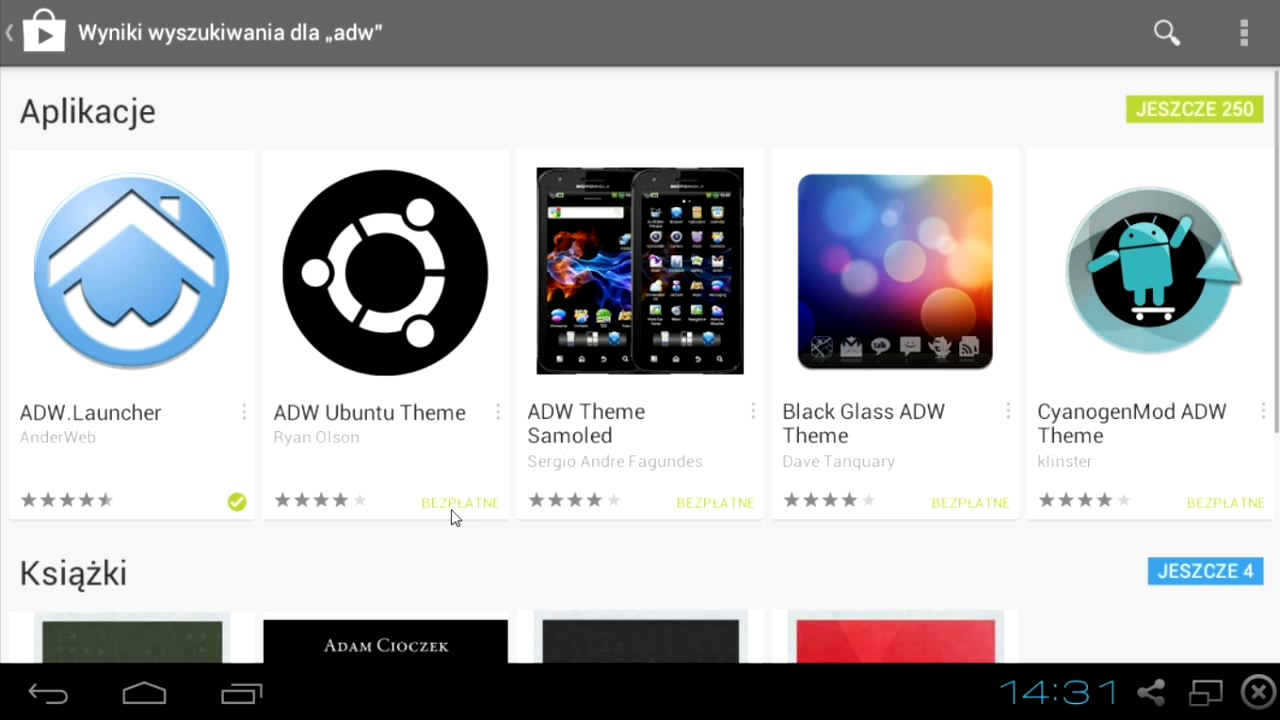 Wyniki wyszukiwania dla „adw”
Aplikacje
JESZCZE 250
ADW.Launcher
AnderWeb
ADW Ubuntu Theme
Ryan Olson
BEZPŁATNE
ADW Theme
Samoled
Sergio Andre Fagundes
BEZPŁATNE
Black Glass ADW
Theme
Dave Tanquary
BEZPŁATNE
CyanogenMod ADW
Theme
klinster
BEZPŁATNE
Książki
JESZCZE 4
ADAM CIOCZEK
14:31